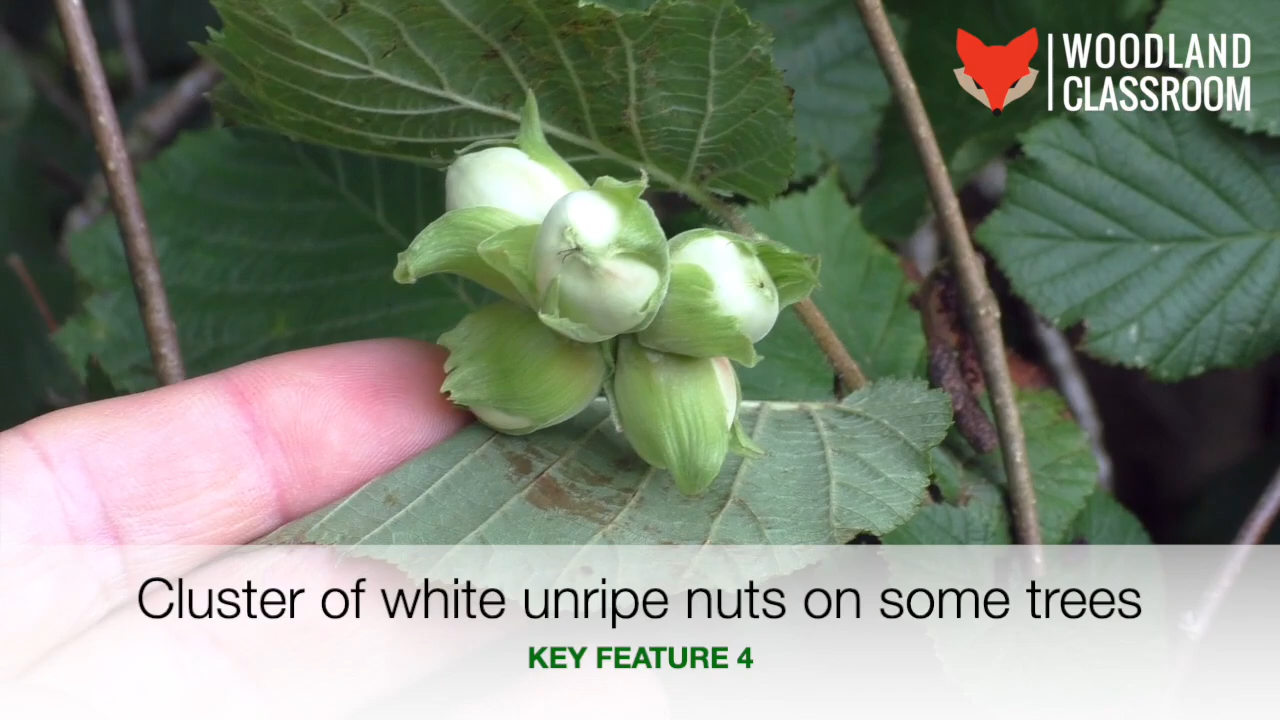 WOODLAND
CLASSROOM
Cluster of white unripe nuts on some trees
KEY FEATURE 4